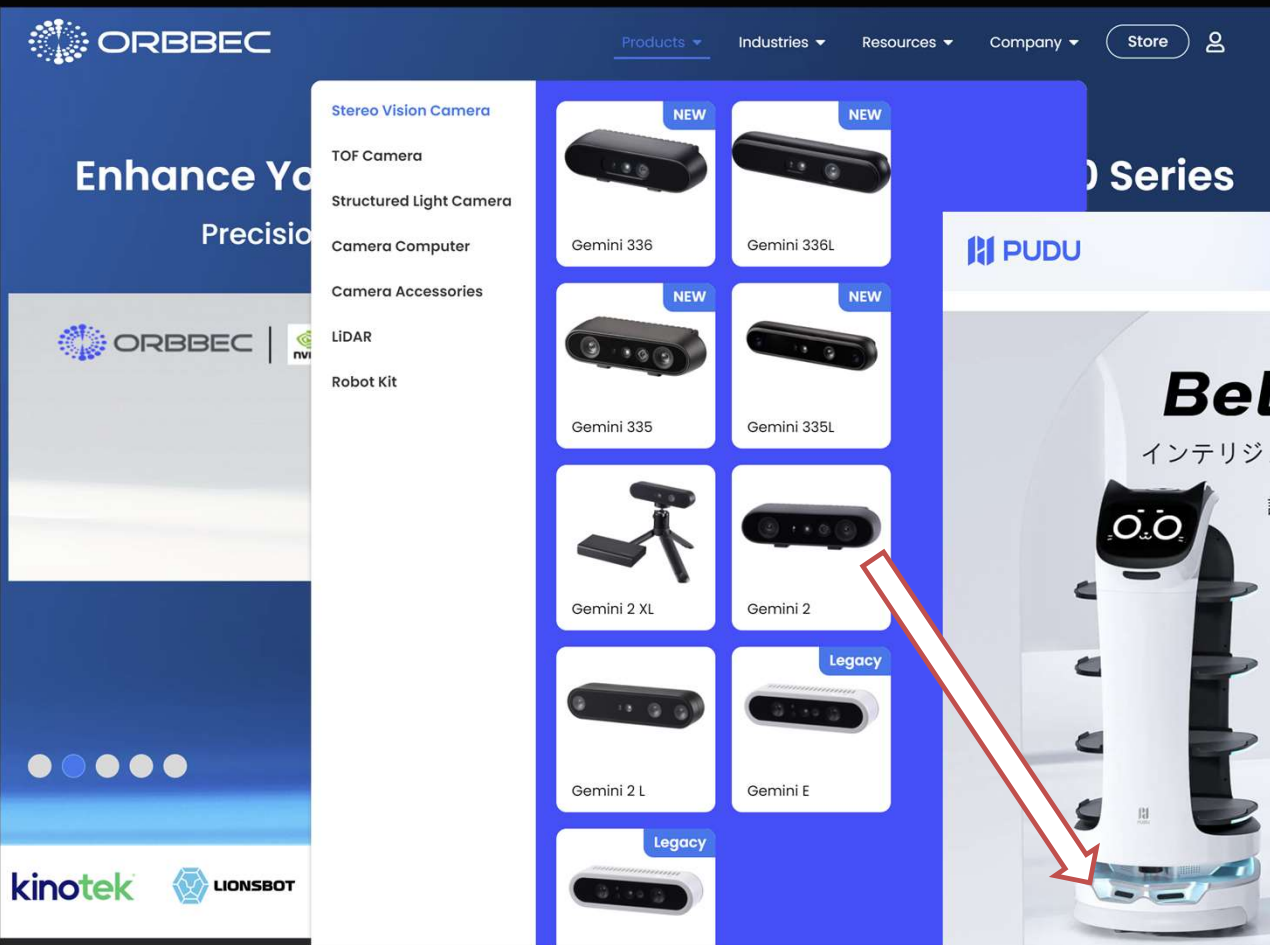 ORBBEC
Products
Industries
Resources
Company
Store
Stereo Vision Camera
TOF Camera
Structured Light Camera
Camera Computer
Camera Accessories
LiDAR
Robot Kit
Enhance Yo
Precisio
Series
ORBBEC
NEW
Gemini 336
NEW
Gemini 336L
NEW
Gemini 335
NEW
Gemini 335L
Gemini 2 XL
Gemini 2
Gemini 2 L
Legacy
Gemini E
Legacy
PUDU
Bel
インテリジ
PUDU
kinotek
LIONSBOT